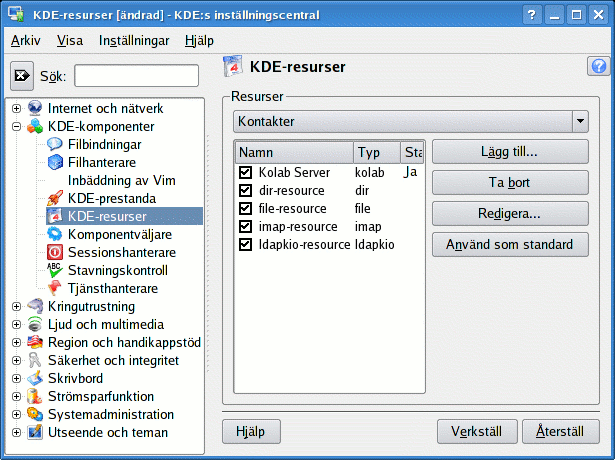 KDE-resurser [ändrad] - KDE:s inställningscentral
Arkiv Visa Inställningar Hjälp
Sök:
Internet och nätverk
KDE-komponenter
Filbindningar
Filhanterare
Inbäddning av Vim
KDE-prestanda
KDE-resurser
Komponentväljare
Sessionshanterare
ABC Stavningskontroll
Tjänsthanterare
Kringutrustning
Ljud och multimedia
Region och handikappstöd
Säkerhet och integritet
Skrivbord
Strömsparfunktion
Systemadministration
Utseende och teman
KDE-resurser
Resurser
Kontakter
Namn Typ Sta
Kolab Server kolab Ja
dir-resource dir
file-resource file
imap-resource imap
ldapkio-resource ldapkio
Lägg till...
Ta bort
Redigera...
Använd som standard
Hjälp Verkställ Återställ